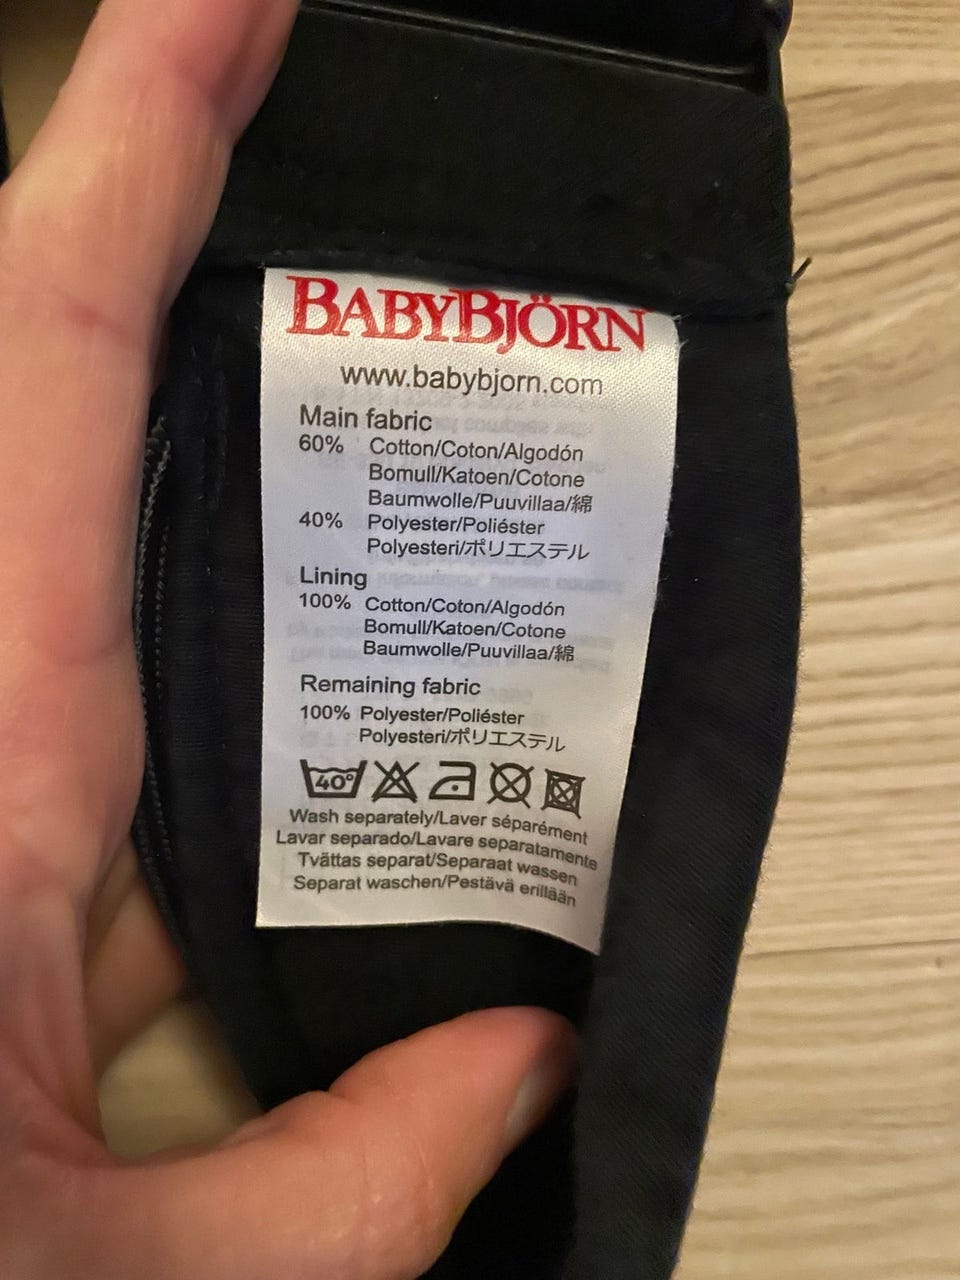 BABYBJÖRN
www.babybjorn.com
Main fabric
60% Cotton/Coton/Algodón
Bomull/Katoen/Cotone
Baumwolle/Puuvillaa/綿
40% Polyester/Poliéster
Polyesteri/ポリエステル
Lining
100% Cotton/Coton/Algodón
Bomull/Katoen/Cotone
Baumwolle/Puuvillaa/綿
Remaining fabric
100% Polyester/Poliéster
Polyesteri/ポリエステル
40°
Wash separately/Laver séparément
Lavar separado/Lavare separatamente
Tvättas separat/Separaat wassen
Separat waschen/Pestävä erillään